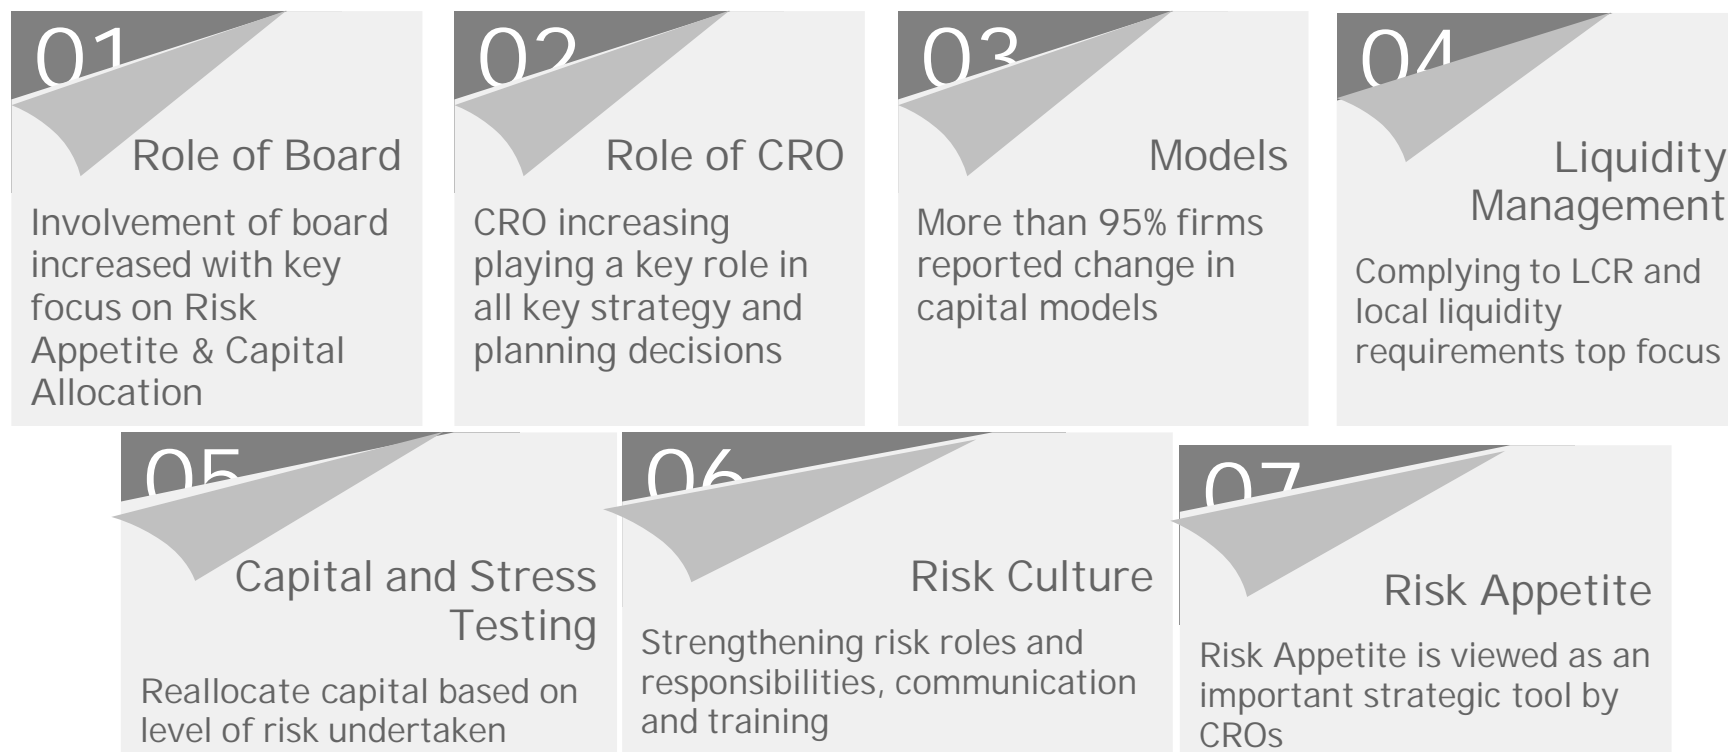 01
Role of Board
Involvement of board
increased with key
focus on Risk
Appetite & Capital
Allocation
02
Role of CRO
CRO increasing
playing a key role in
all key strategy and
planning decisions
03
Models
More than 95% firms
reported change in
capital models
04
Liquidity
Management
Complying to LCR and
local liquidity
requirements top focus
05
Capital and Stress
Testing
Reallocate capital based on
level of risk undertaken
06
Risk Culture
Strengthening risk roles and
responsibilities, communication
and training
07
Risk Appetite
Risk Appetite is viewed as an
important strategic tool by
CROs